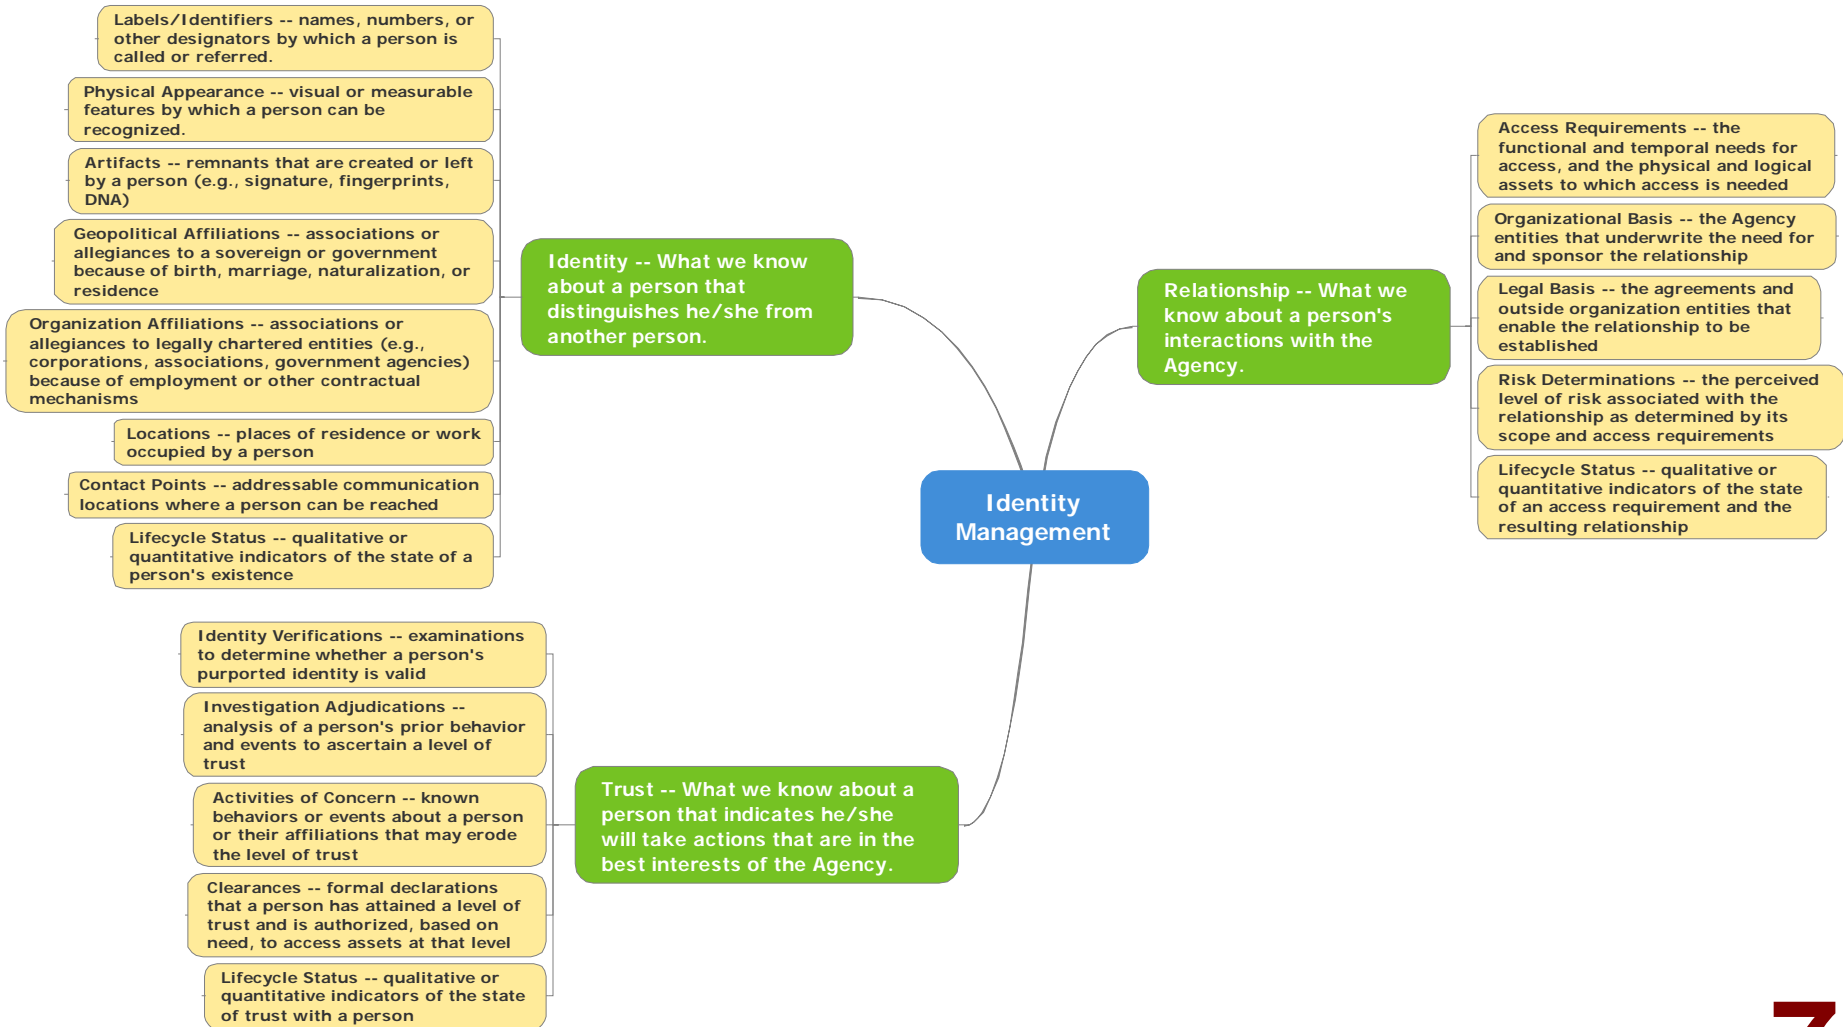 Labels/Identifiers -- names, numbers, or
other designators by which a person is
called or referred.
Physical Appearance -- visual or measurable
features by which a person can be
recognized.
Artifacts -- remnants that are created or left
by a person (e.g., signature, fingerprints,
DNA)
Geopolitical Affiliations -- associations or
allegiances to a sovereign or government
because of birth, marriage, naturalization, or
residence
Organization Affiliations -- associations or
allegiances to legally chartered entities (e.g.,
corporations, associations, government agencies)
because of employment or other contractual
mechanisms
Locations -- places of residence or work
occupied by a person
Contact Points -- addressable communication
locations where a person can be reached
Lifecycle Status -- qualitative or
quantitative indicators of the state of a
person's existence
Identity -- What we know
about a person that
distinguishes he/she from
another person.
Identity
Management
Relationship -- What we
know about a person's
interactions with the
Agency.
Access Requirements -- the
functional and temporal needs for
access, and the physical and logical
assets to which access is needed
Organizational Basis -- the Agency
entities that underwrite the need for
and sponsor the relationship
Legal Basis -- the agreements and
outside organization entities that
enable the relationship to be
established
Risk Determinations -- the perceived
level of risk associated with the
relationship as determined by its
scope and access requirements
Lifecycle Status -- qualitative or
quantitative indicators of the state
of an access requirement and the
resulting relationship
Identity Verifications -- examinations
to determine whether a person's
purported identity is valid
Investigation Adjudications --
analysis of a person's prior behavior
and events to ascertain a level of
trust
Activities of Concern -- known
behaviors or events about a person
or their affiliations that may erode
the level of trust
Clearances -- formal declarations
that a person has attained a level of
trust and is authorized, based on
need, to access assets at that level
Lifecycle Status -- qualitative or
quantitative indicators of the state
of trust with a person
Trust -- What we know about a
person that indicates he/she
will take actions that are in the
best interests of the Agency.